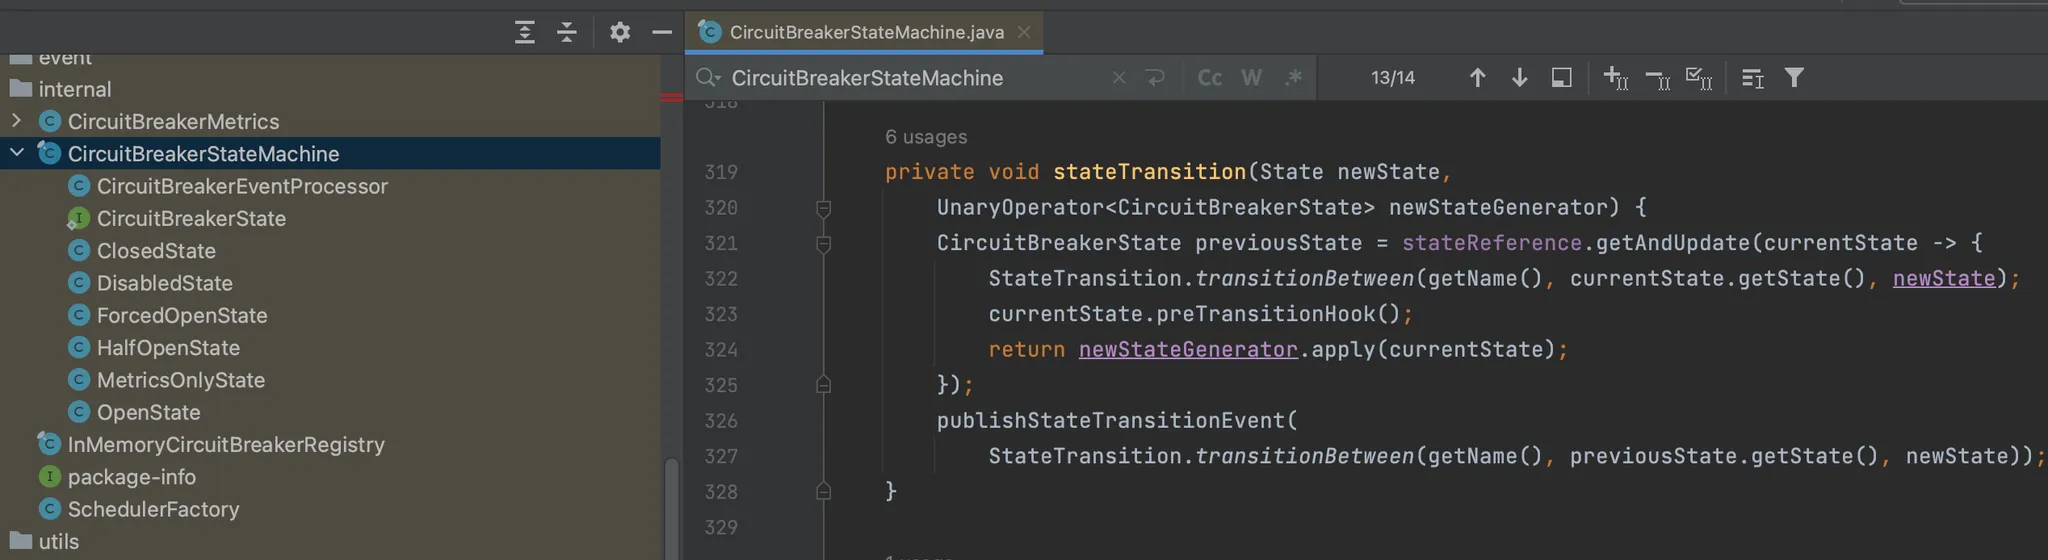 event
internal
CircuitBreakerMetrics
CircuitBreakerStateMachine
CircuitBreakerEventProcessor
CircuitBreakerState
ClosedState
DisabledState
ForcedOpenState
HalfOpenState
MetricsOnlyState
OpenState
InMemoryCircuitBreakerRegistry
package-info
SchedulerFactory
utils
CircuitBreakerStateMachine.java
CircuitBreakerStateMachine Cc W .* 13/14
318
6 usages
319 private void stateTransition(State newState,
320 UnaryOperator<CircuitBreakerState> newStateGenerator) {
321 CircuitBreakerState previousState = stateReference.getAndUpdate(currentState -> {
322 StateTransition.transitionBetween(getName(), currentState.getState(), newState);
323 currentState.preTransitionHook();
324 return newStateGenerator.apply(currentState);
325 });
326 publishStateTransitionEvent(
327 StateTransition.transitionBetween(getName(), previousState.getState(), newState));
328 }
329